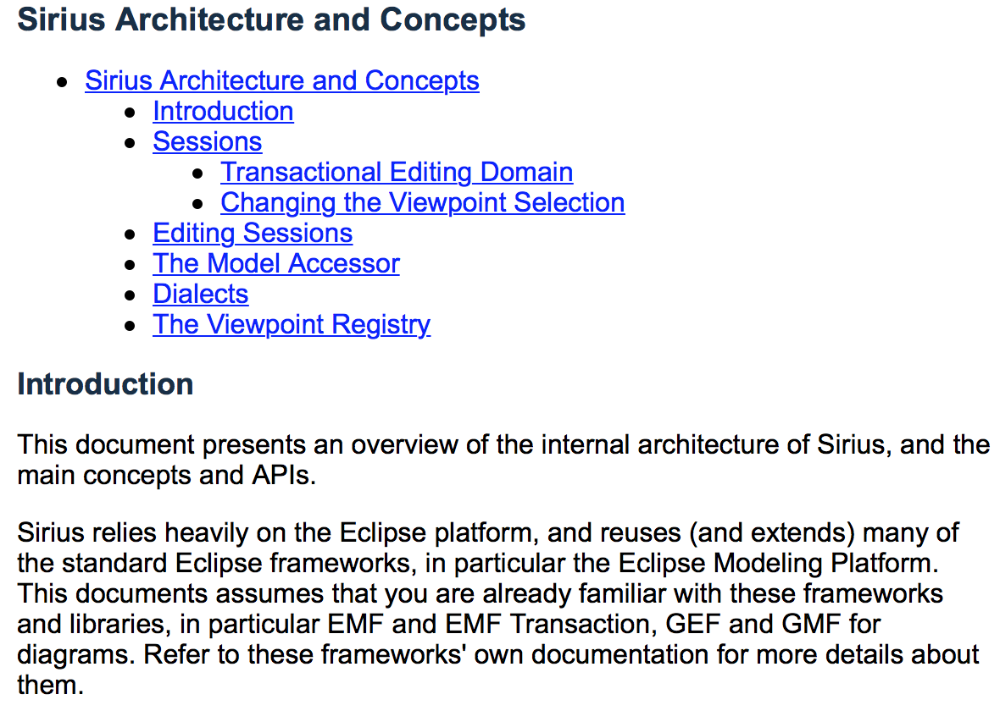 Sirius Architecture and Concepts
Sirius Architecture and Concepts
Introduction
Sessions
Transactional Editing Domain
Changing the Viewpoint Selection
Editing Sessions
The Model Accessor
Dialects
The Viewpoint Registry
Introduction
This document presents an overview of the internal architecture of Sirius, and the
main concepts and APIs.
Sirius relies heavily on the Eclipse platform, and reuses (and extends) many of
the standard Eclipse frameworks, in particular the Eclipse Modeling Platform.
This documents assumes that you are already familiar with these frameworks
and libraries, in particular EMF and EMF Transaction, GEF and GMF for
diagrams. Refer to these frameworks' own documentation for more details about
them.